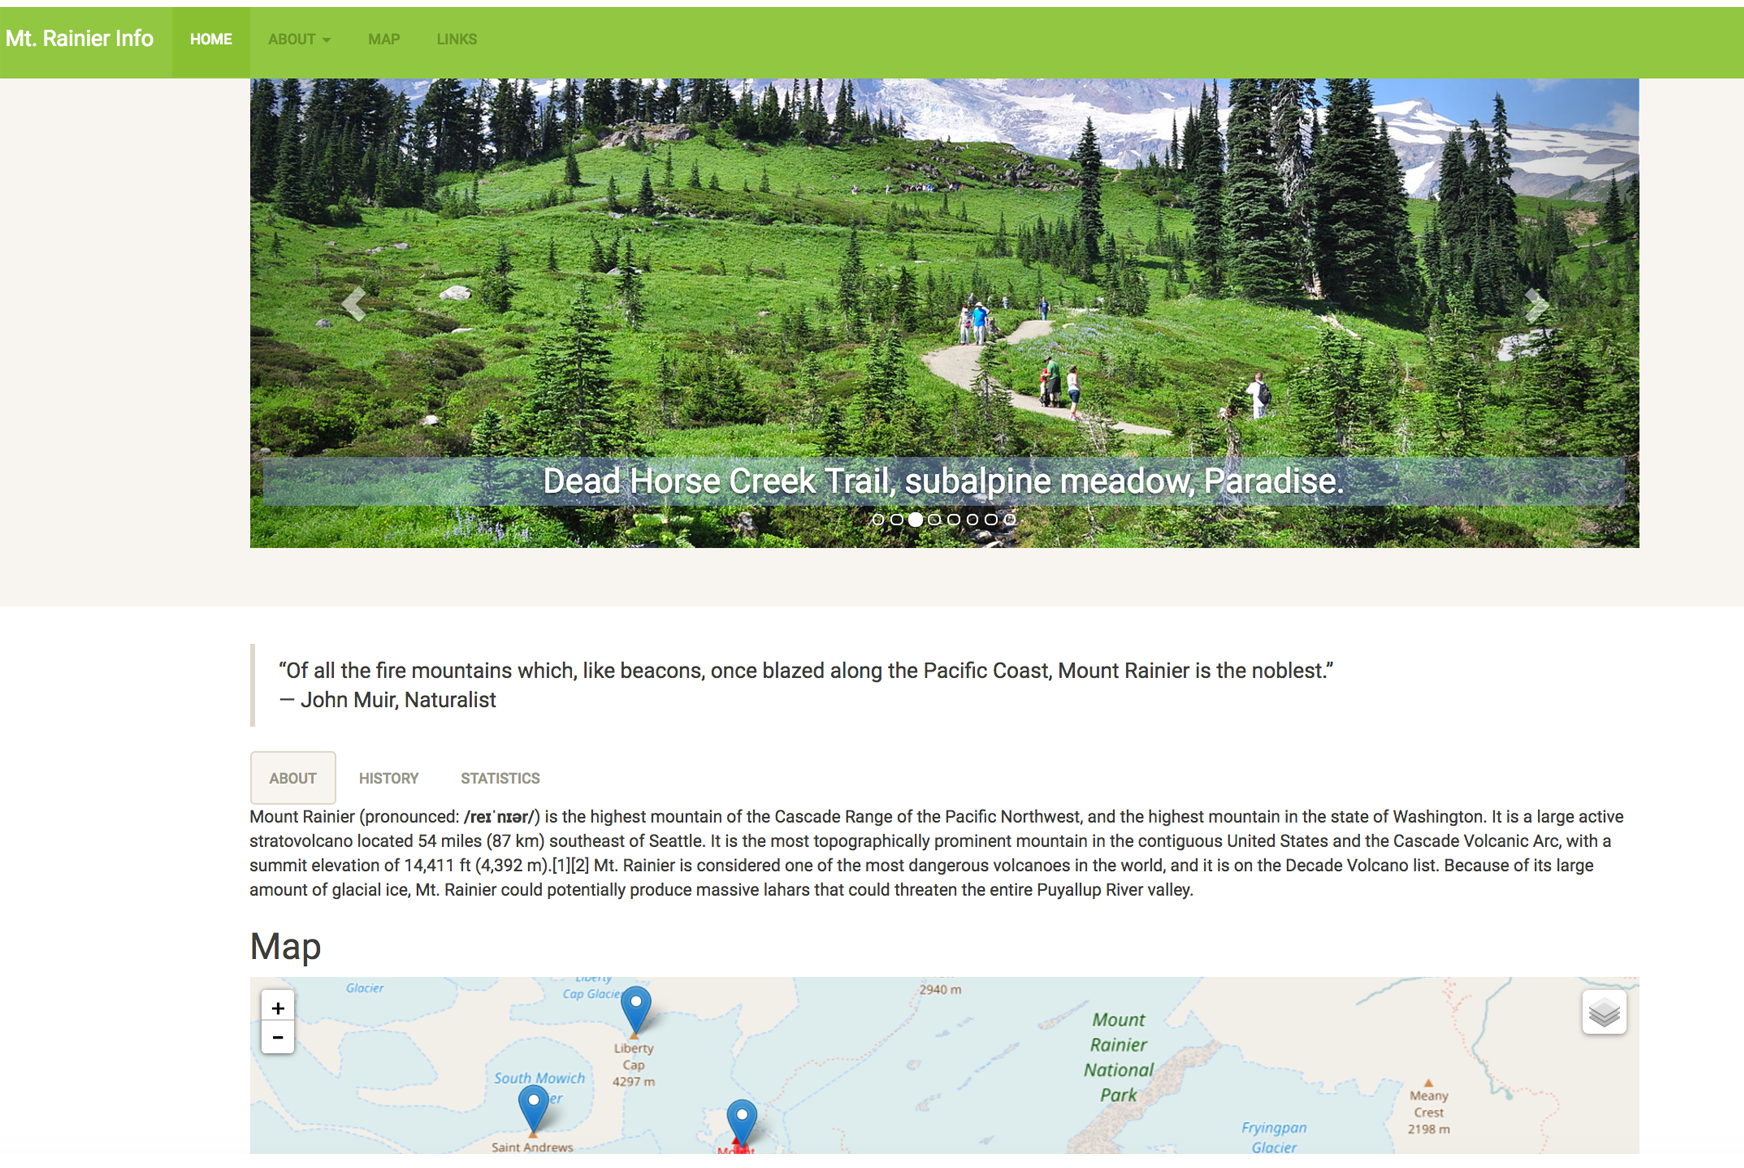 Mt. Rainier Info
HOME
ABOUT
MAP
LINKS
Dead Horse Creek Trail, subalpine meadow, Paradise.
“Of all the fire mountains which, like beacons, once blazed along the Pacific Coast, Mount Rainier is the noblest.”
— John Muir, Naturalist
ABOUT
HISTORY
STATISTICS
Mount Rainier (pronounced: /reɪˈnɪər/) is the highest mountain of the Cascade Range of the Pacific Northwest, and the highest mountain in the state of Washington. It is a large active
stratovolcano located 54 miles (87 km) southeast of Seattle. It is the most topographically prominent mountain in the contiguous United States and the Cascade Volcanic Arc, with a
summit elevation of 14,411 ft (4,392 m).[1][2] Mt. Rainier is considered one of the most dangerous volcanoes in the world, and it is on the Decade Volcano list. Because of its large
amount of glacial ice, Mt. Rainier could potentially produce massive lahars that could threaten the entire Puyallup River valley.
Map
+
-
Glacier
Liberty
Cap Glacier
2940 m
Liberty
Cap
4297 m
Mount
Rainier
National
Park
South Mowich
Saint Andrews
Mount
Meany
Crest
2198 m
Fryingpan
Glacier